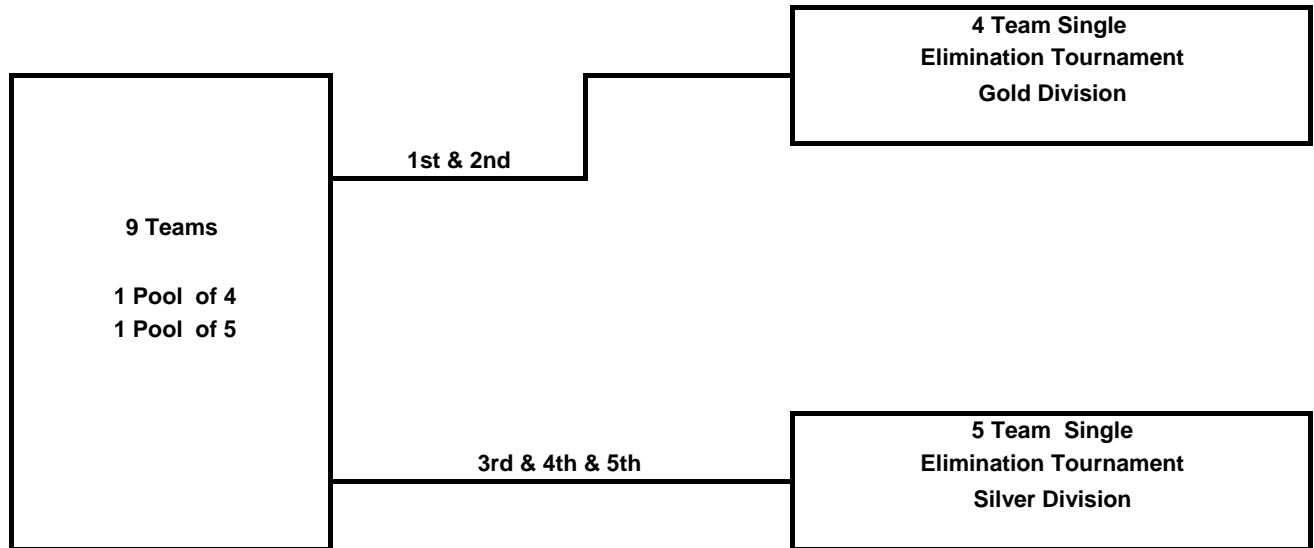 4 Team Single
Elimination Tournament
Gold Division
1st & 2nd
9 Teams
1 Pool of 4
1 Pool of 5
3rd & 4th & 5th
5 Team Single
Elimination Tournament
Silver Division